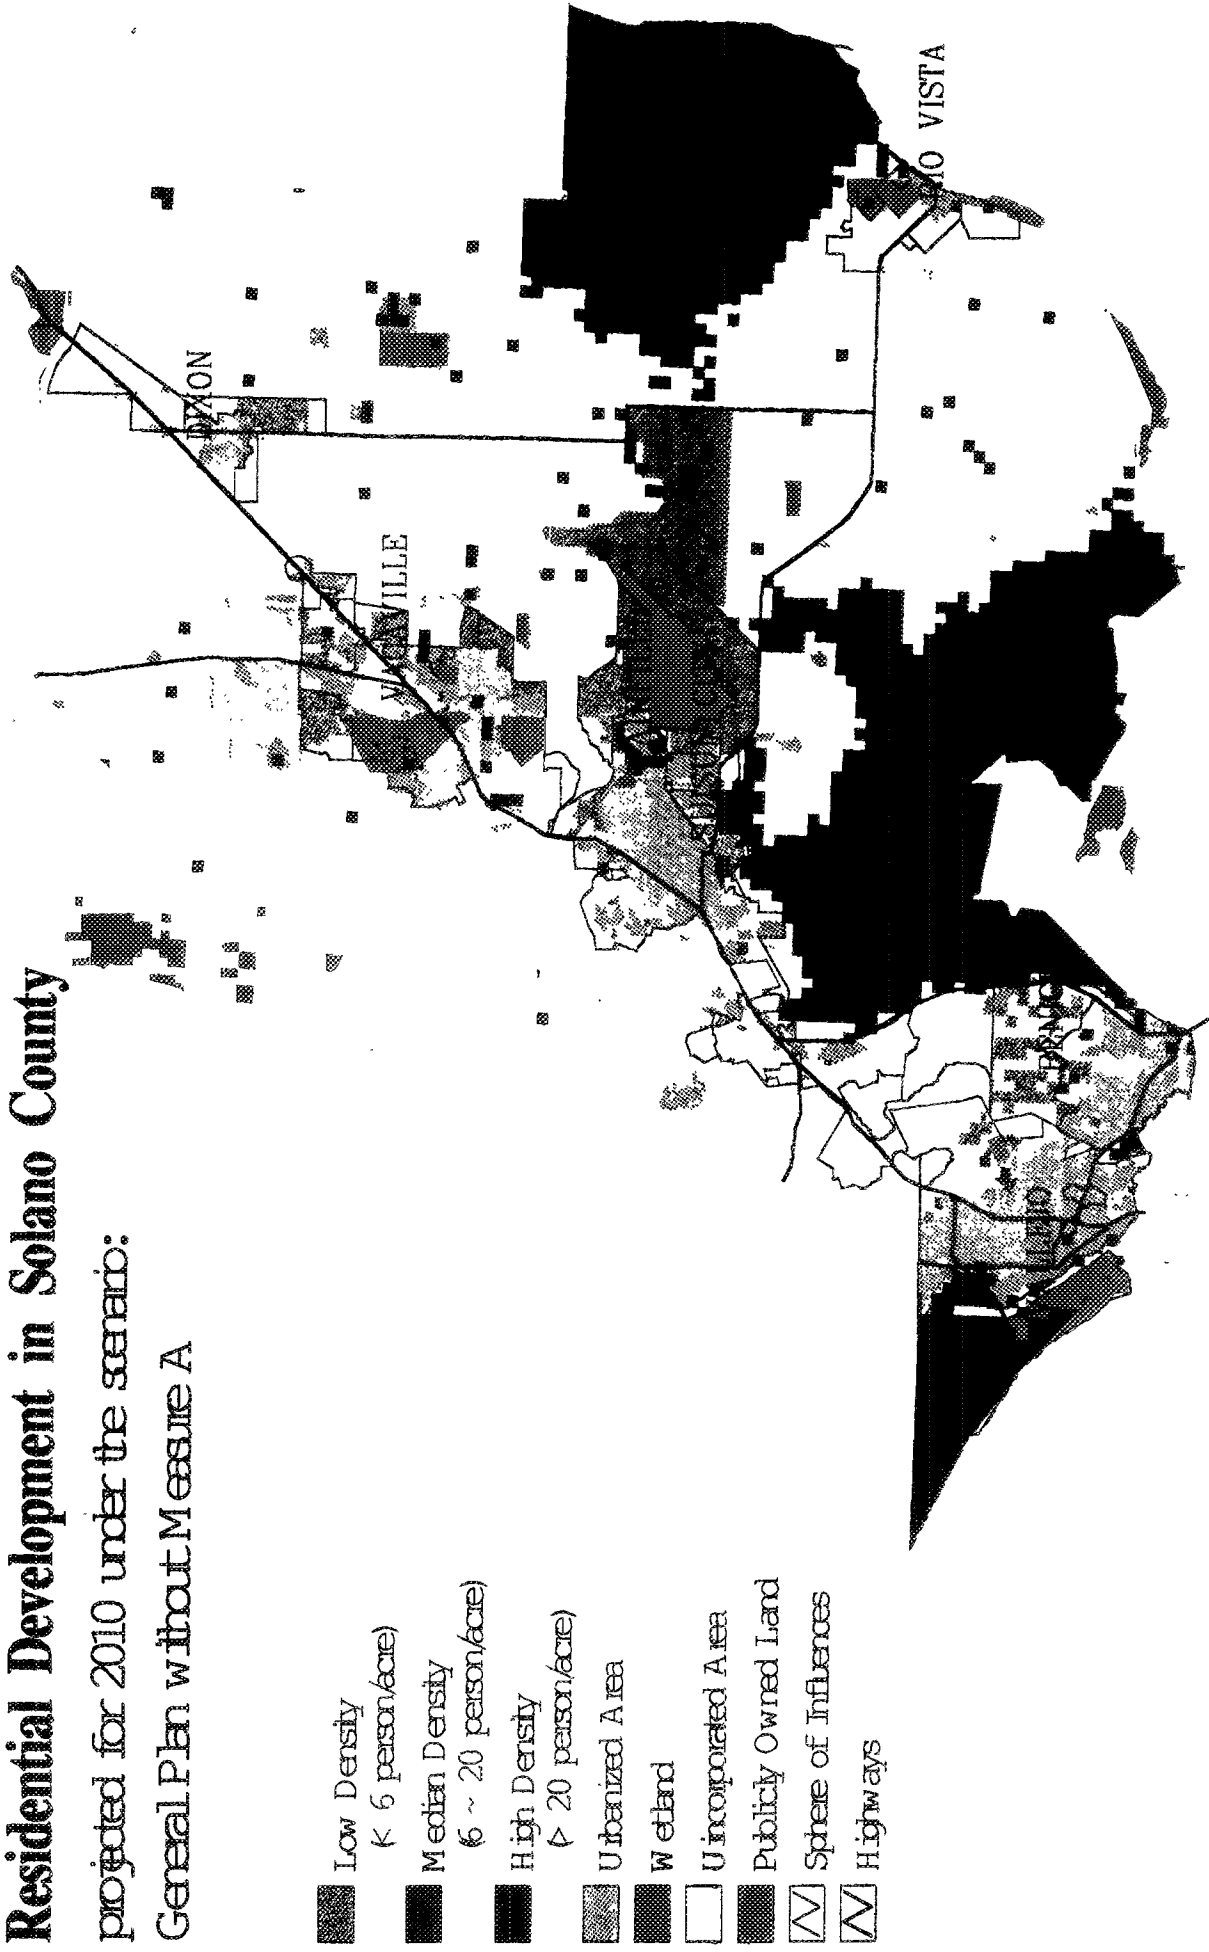 Residential Development in Solano County
projected for 2010 under the scenario:
General Plan without Measure A
Low Density
(< 6 person/acre)
Median Density
(6 ~ 20 person/acre)
High Density
(> 20 person/acre)
Urbanized Area
Wetland
Unincorporated Area
Publicly Owned Land
Sphere of Influences
Highways
DIXON
VACAVILLE
SUISUN
IO VISTA